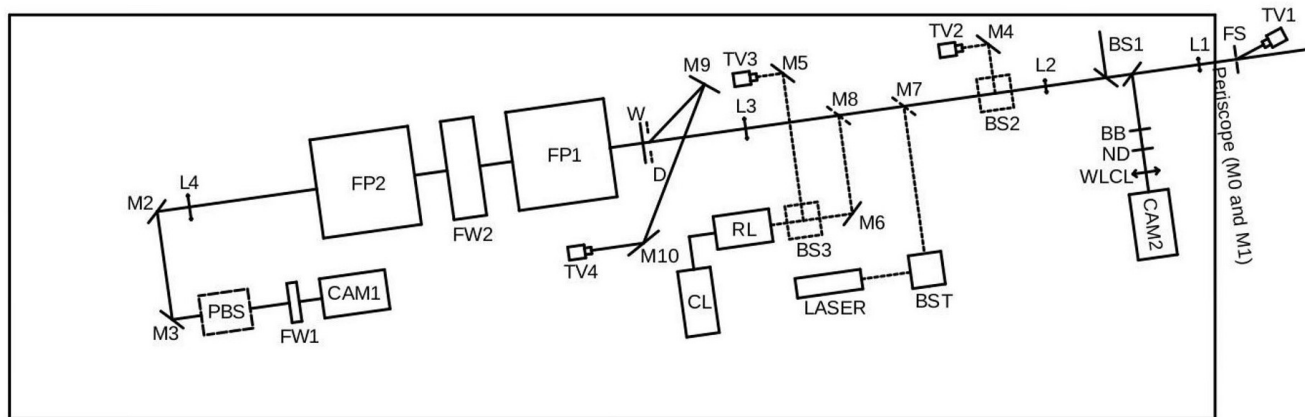 TV1
FS
L1
BS1
M4
TV2
L2
BS2
M5
TV3
M7
M8
M9
L3
W
D
FP1
FP2
FW2
L4
M2
BB
ND
WLCL
CAM2
Periscope (M0 and M1)
RL
BS3
M6
M10
TV4
CL
LASER
BST
CAM1
PBS
FW1
M3